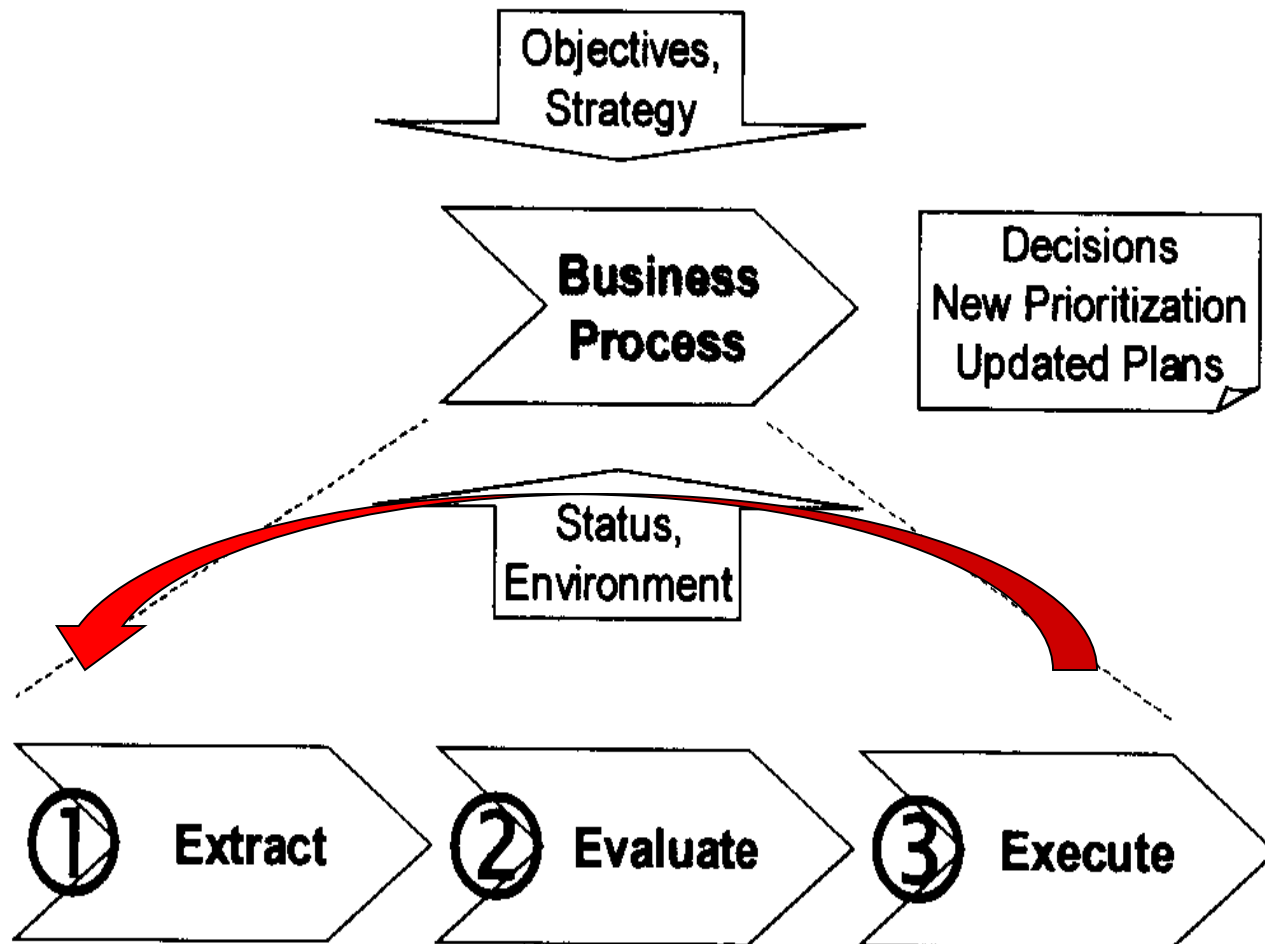 Objectives,
Strategy
Business
Process
Decisions
New Prioritization
Updated Plans
Status,
Environment
1 Extract
2 Evaluate
3 Execute